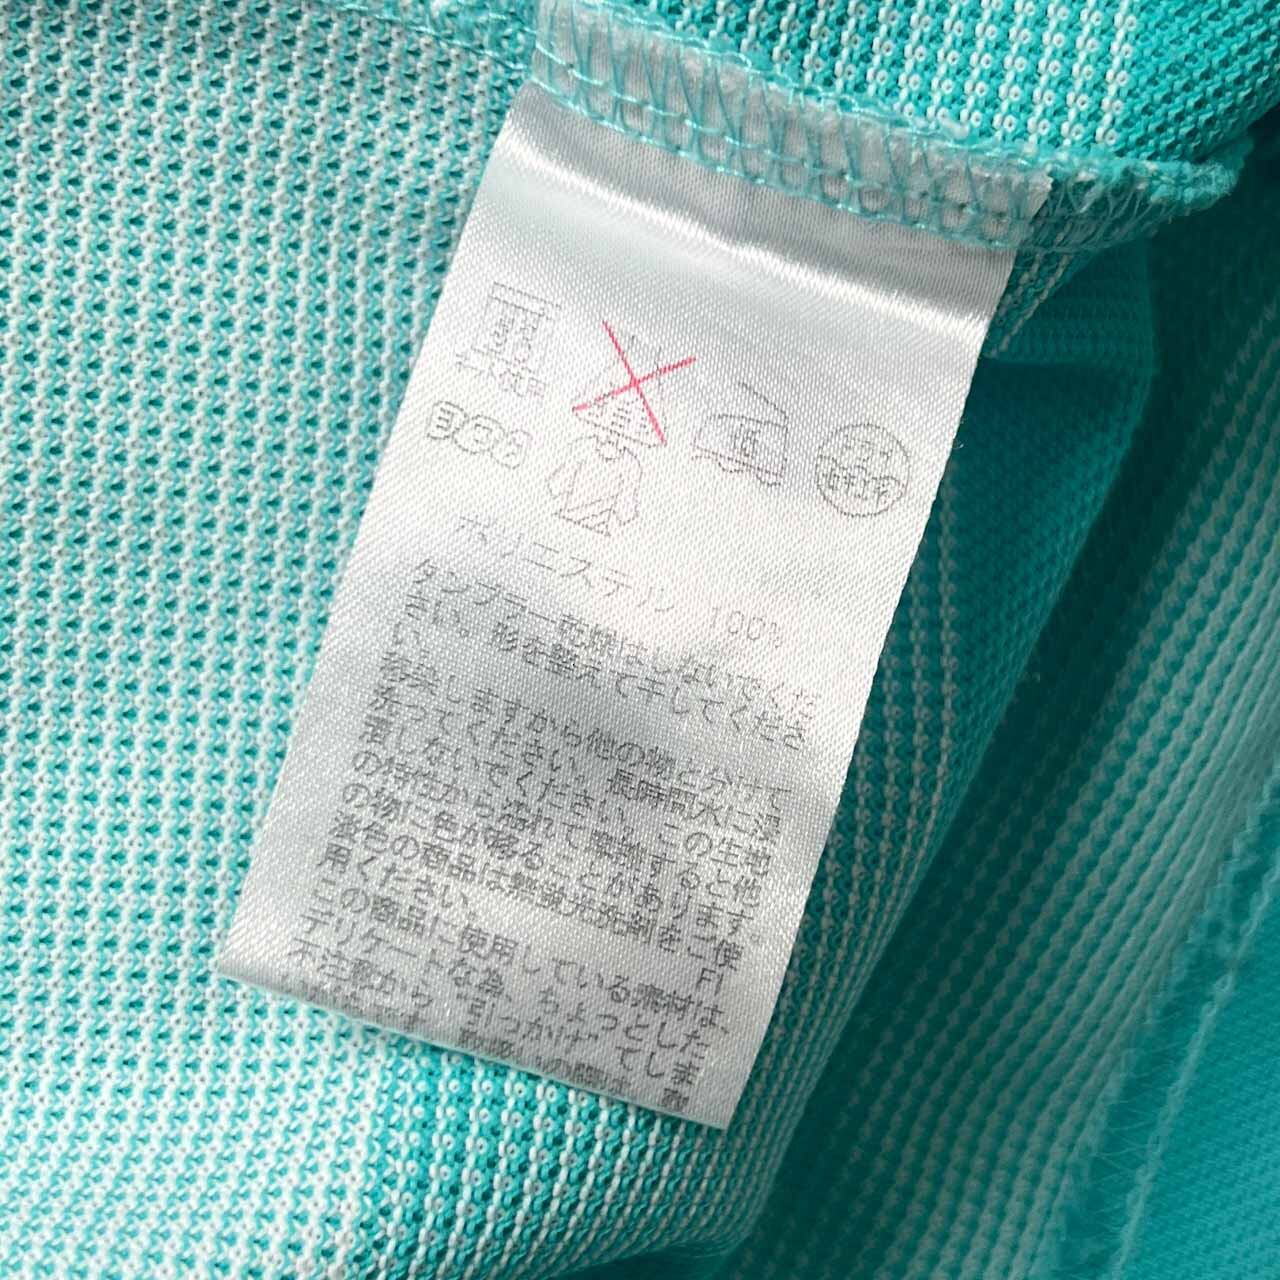 ポリエステル 100%
タンブラー乾燥はしないでくだ
さい。形を整えて干してくださ
い。
移染しますから他の物と分けて
洗ってください。長時間水に浸
漬しないでください。この生地
の特性から濡れて摩擦すると他
の物に色が移ることがあります。
淡色の商品は無蛍光洗剤をご使
用ください。 F1
この商品に使用している素材は、
デリケートな為、ちょっとした
不注意から 引っかけてしま